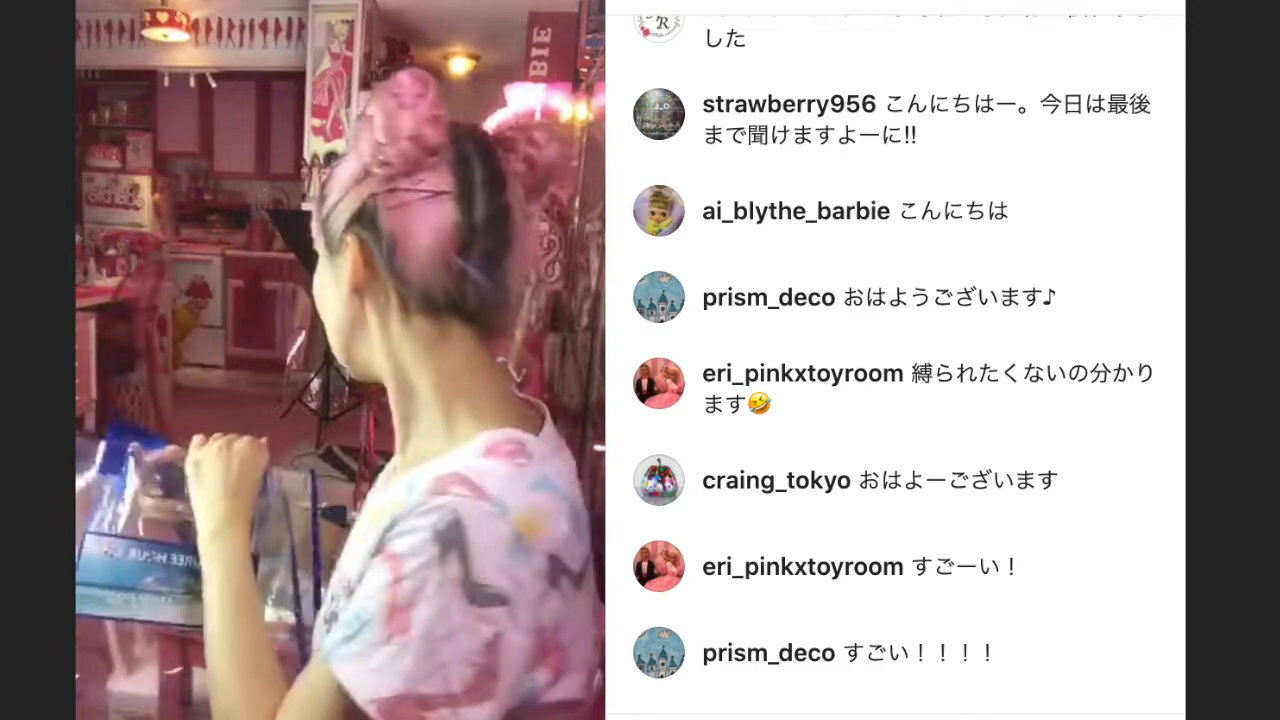 BIE
した
strawberry956 こんにちはー。今日は最後
まで聞けますよーに!!
ai_blythe_barbie こんにちは
prism_deco おはようございます♪
eri_pinkxtoyroom 縛られたくないの分かり
ます🤣
craing_tokyo おはよーございます
eri_pinkxtoyroom すごーい！
prism_deco すごい！！！！